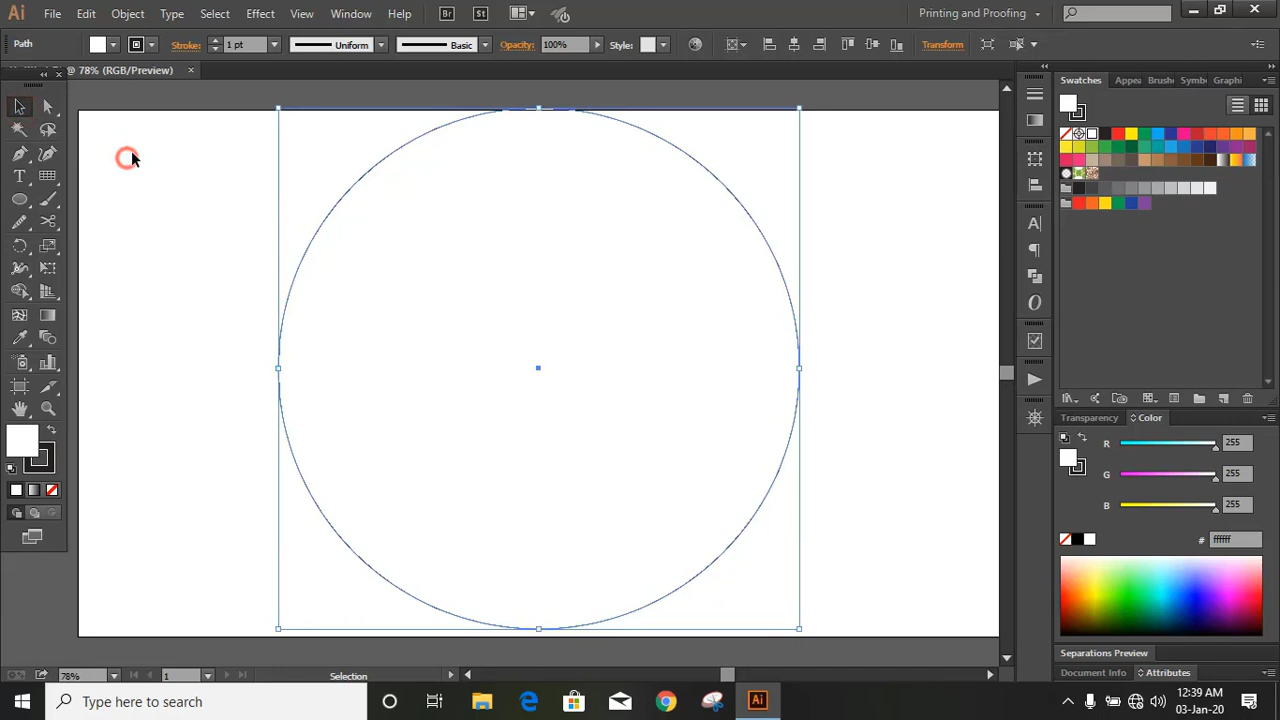 Ai File Edit Object Type Select Effect View Window Help Br St Printing and Proofing
Path Stroke: 1 pt Uniform Basic Opacity: 100% Style: Transform
@ 78% (RGB/Preview) ×
Swatches Appea Brush Symb Graphi
Transparency Color
R 255
G 255
B 255
# ffffff
Separations Preview
Document Info Attributes
78% 1 Selection
Type here to search
Ai
12:39 AM
03-Jan-20